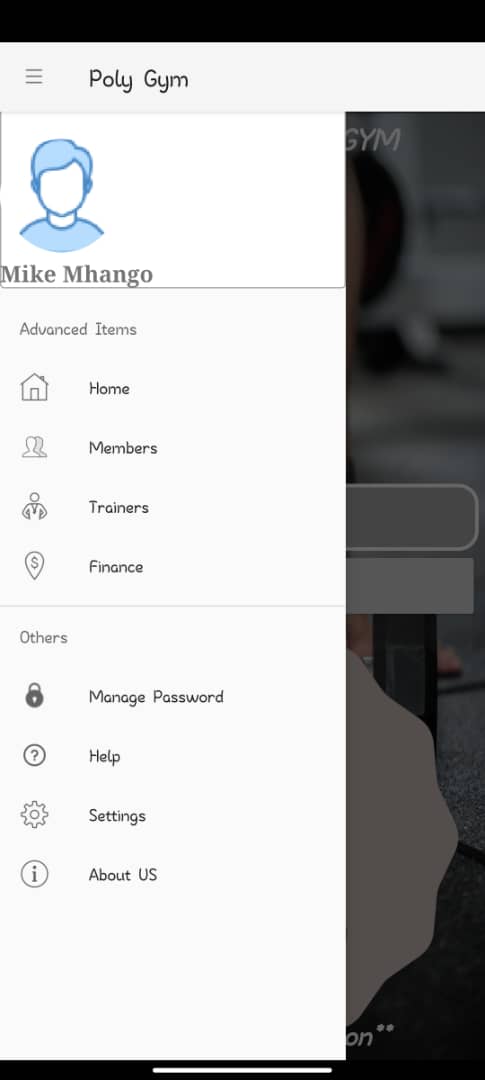 Poly Gym
GYM
Mike Mhango
Advanced Items
Home
Members
Trainers
Finance
Others
Manage Password
Help
Settings
About US
on**